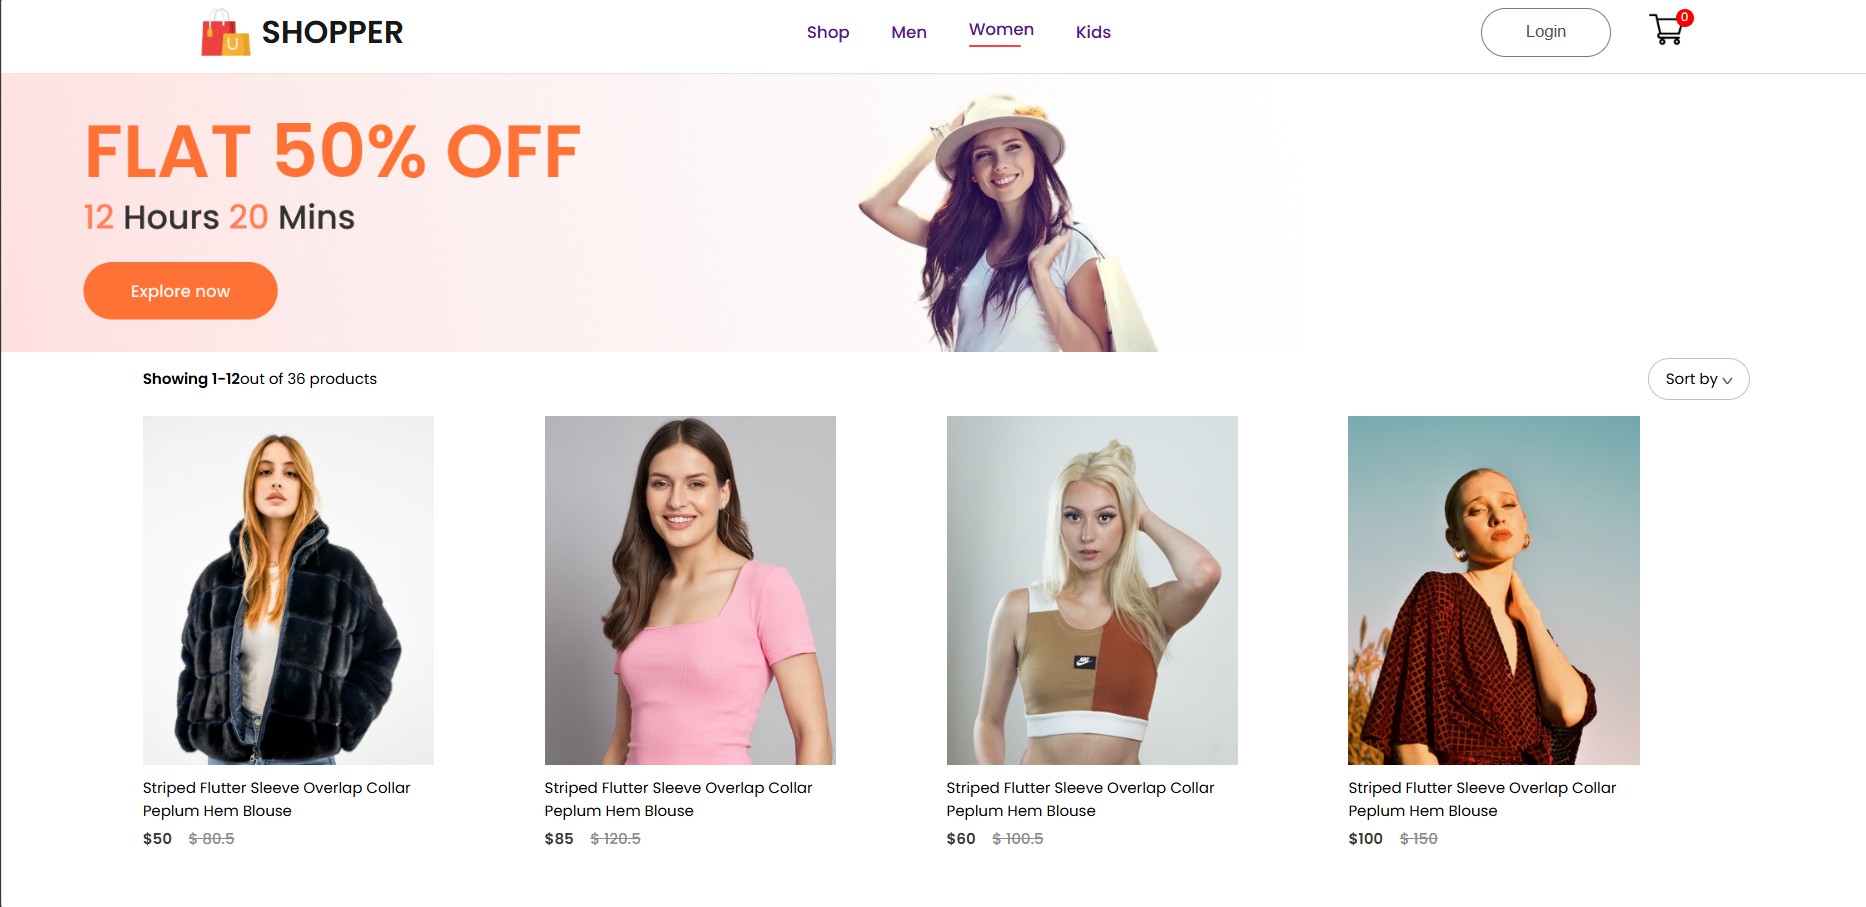 U
SHOPPER
Shop
Men
Women
Kids
Login
0
FLAT 50% OFF
12 Hours 20 Mins
Explore now
Showing 1-12out of 36 products
Sort by
Striped Flutter Sleeve Overlap Collar
Peplum Hem Blouse
$50 $ 80.5
Striped Flutter Sleeve Overlap Collar
Peplum Hem Blouse
$85 $ 120.5
Striped Flutter Sleeve Overlap Collar
Peplum Hem Blouse
$60 $ 100.5
Striped Flutter Sleeve Overlap Collar
Peplum Hem Blouse
$100 $ 150